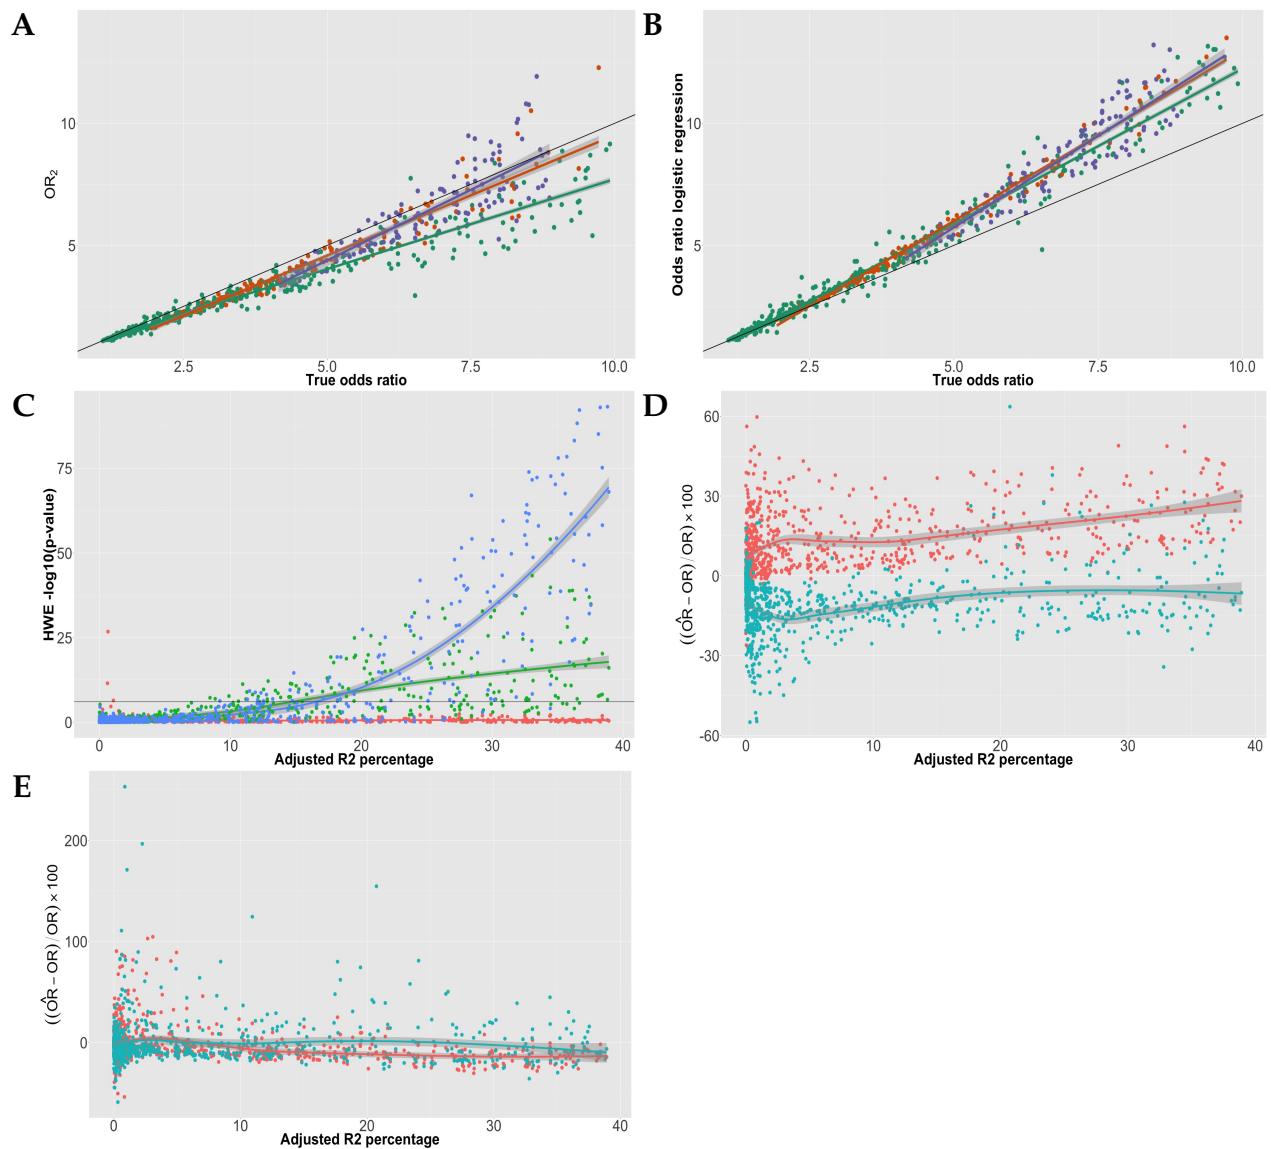 A
OR2
10
5
2.5 5.0 7.5 10.0
True odds ratio
B
Odds ratio logistic regression
10
5
2.5 5.0 7.5 10.0
True odds ratio
C
HWE -log10(p-value)
75
50
25
0
0 10 20 30 40
Adjusted R2 percentage
D
((OR̂ − OR) / OR) × 100
60
30
0
-30
-60
0 10 20 30 40
Adjusted R2 percentage
E
((OR̂ − OR) / OR) × 100
200
100
0
0 10 20 30 40
Adjusted R2 percentage